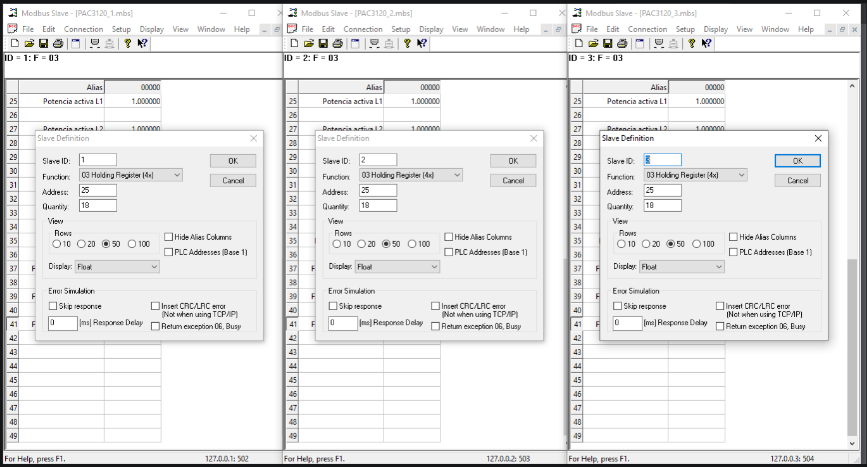 Modbus Slave - [PAC3120_1.mbs]
File Edit Connection Setup Display View Window Help
ID = 1: F = 03
Alias 00000
25 Potencia activa L1 1.000000
26
27 Potencia activa L2 1.000000
28
29
30
31
32
33
34
35
36
37
38
39
40
41
42
43
44
45
46
47
48
49
Slave Definition
Slave ID: 1 OK
Function: 03 Holding Register (4x) Cancel
Address: 25
Quantity: 18
View
Rows
10 20 50 100
Hide Alias Columns
PLC Addresses (Base 1)
Display: Float
Error Simulation
Skip response
Insert CRC/LRC error
(Not when using TCP/IP)
0 [ms] Response Delay
Return exception 06, Busy
For Help, press F1. 127.0.0.1: 502
Modbus Slave - [PAC3120_2.mbs]
File Edit Connection Setup Display View Window Help
ID = 2: F = 03
Alias 00000
25 Potencia activa L1 1.000000
26
27 Potencia activa L2 1.000000
28
29
30
31
32
33
34
35
36
37
38
39
40
41
42
43
44
45
46
47
48
49
Slave Definition
Slave ID: 2 OK
Function: 03 Holding Register (4x) Cancel
Address: 25
Quantity: 18
View
Rows
10 20 50 100
Hide Alias Columns
PLC Addresses (Base 1)
Display: Float
Error Simulation
Skip response
Insert CRC/LRC error
(Not when using TCP/IP)
0 [ms] Response Delay
Return exception 06, Busy
For Help, press F1. 127.0.0.2: 503
Modbus Slave - [PAC3120_3.mbs]
File Edit Connection Setup Display View Window Help
ID = 3: F = 03
Alias 00000
25 Potencia activa L1 1.000000
26
27 Potencia activa L2 1.000000
28
29
30
31
32
33
34
35
36
37
38
39
40
41
42
43
44
45
46
47
48
49
Slave Definition
Slave ID: 3 OK
Function: 03 Holding Register (4x) Cancel
Address: 25
Quantity: 18
View
Rows
10 20 50 100
Hide Alias Columns
PLC Addresses (Base 1)
Display: Float
Error Simulation
Skip response
Insert CRC/LRC error
(Not when using TCP/IP)
0 [ms] Response Delay
Return exception 06, Busy
For Help, press F1. 127.0.0.3: 504